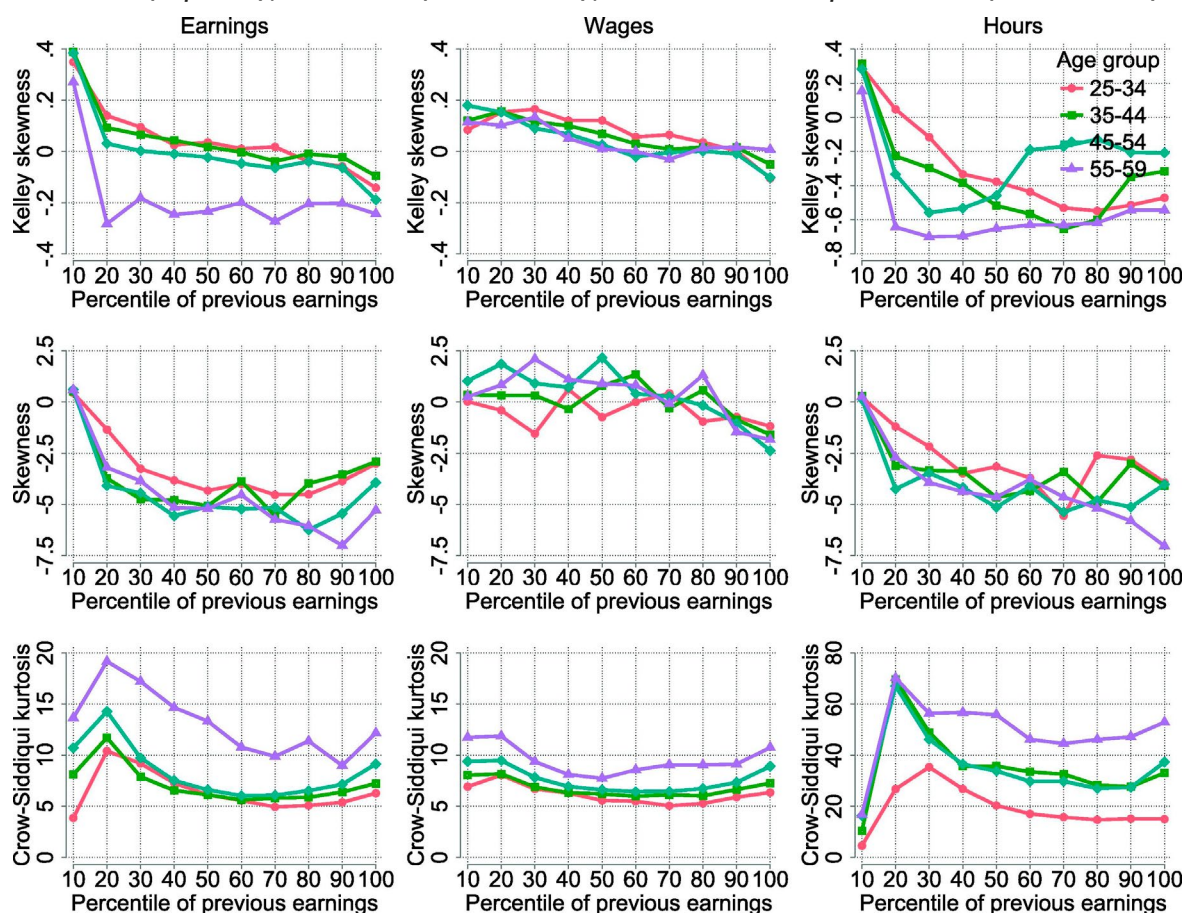 Earnings
Wages
Hours
Kelley skewness
.4
.2
0
-.2
-.4
10 20 30 40 50 60 70 80 90 100
Percentile of previous earnings
Kelley skewness
.4
.2
0
-.2
-.4
10 20 30 40 50 60 70 80 90 100
Percentile of previous earnings
Kelley skewness
.4
.2
0
-.2
-.4
-.6
-.8
Age group
25-34
35-44
45-54
55-59
10 20 30 40 50 60 70 80 90 100
Percentile of previous earnings
Skewness
2.5
0
-2.5
-5
-7.5
10 20 30 40 50 60 70 80 90 100
Percentile of previous earnings
Skewness
2.5
0
-2.5
-5
-7.5
10 20 30 40 50 60 70 80 90 100
Percentile of previous earnings
Skewness
2.5
0
-2.5
-5
-7.5
10 20 30 40 50 60 70 80 90 100
Percentile of previous earnings
Crow-Siddiqui kurtosis
20
15
10
5
0
10 20 30 40 50 60 70 80 90 100
Percentile of previous earnings
Crow-Siddiqui kurtosis
20
15
10
5
0
10 20 30 40 50 60 70 80 90 100
Percentile of previous earnings
Crow-Siddiqui kurtosis
80
60
40
20
0
10 20 30 40 50 60 70 80 90 100
Percentile of previous earnings